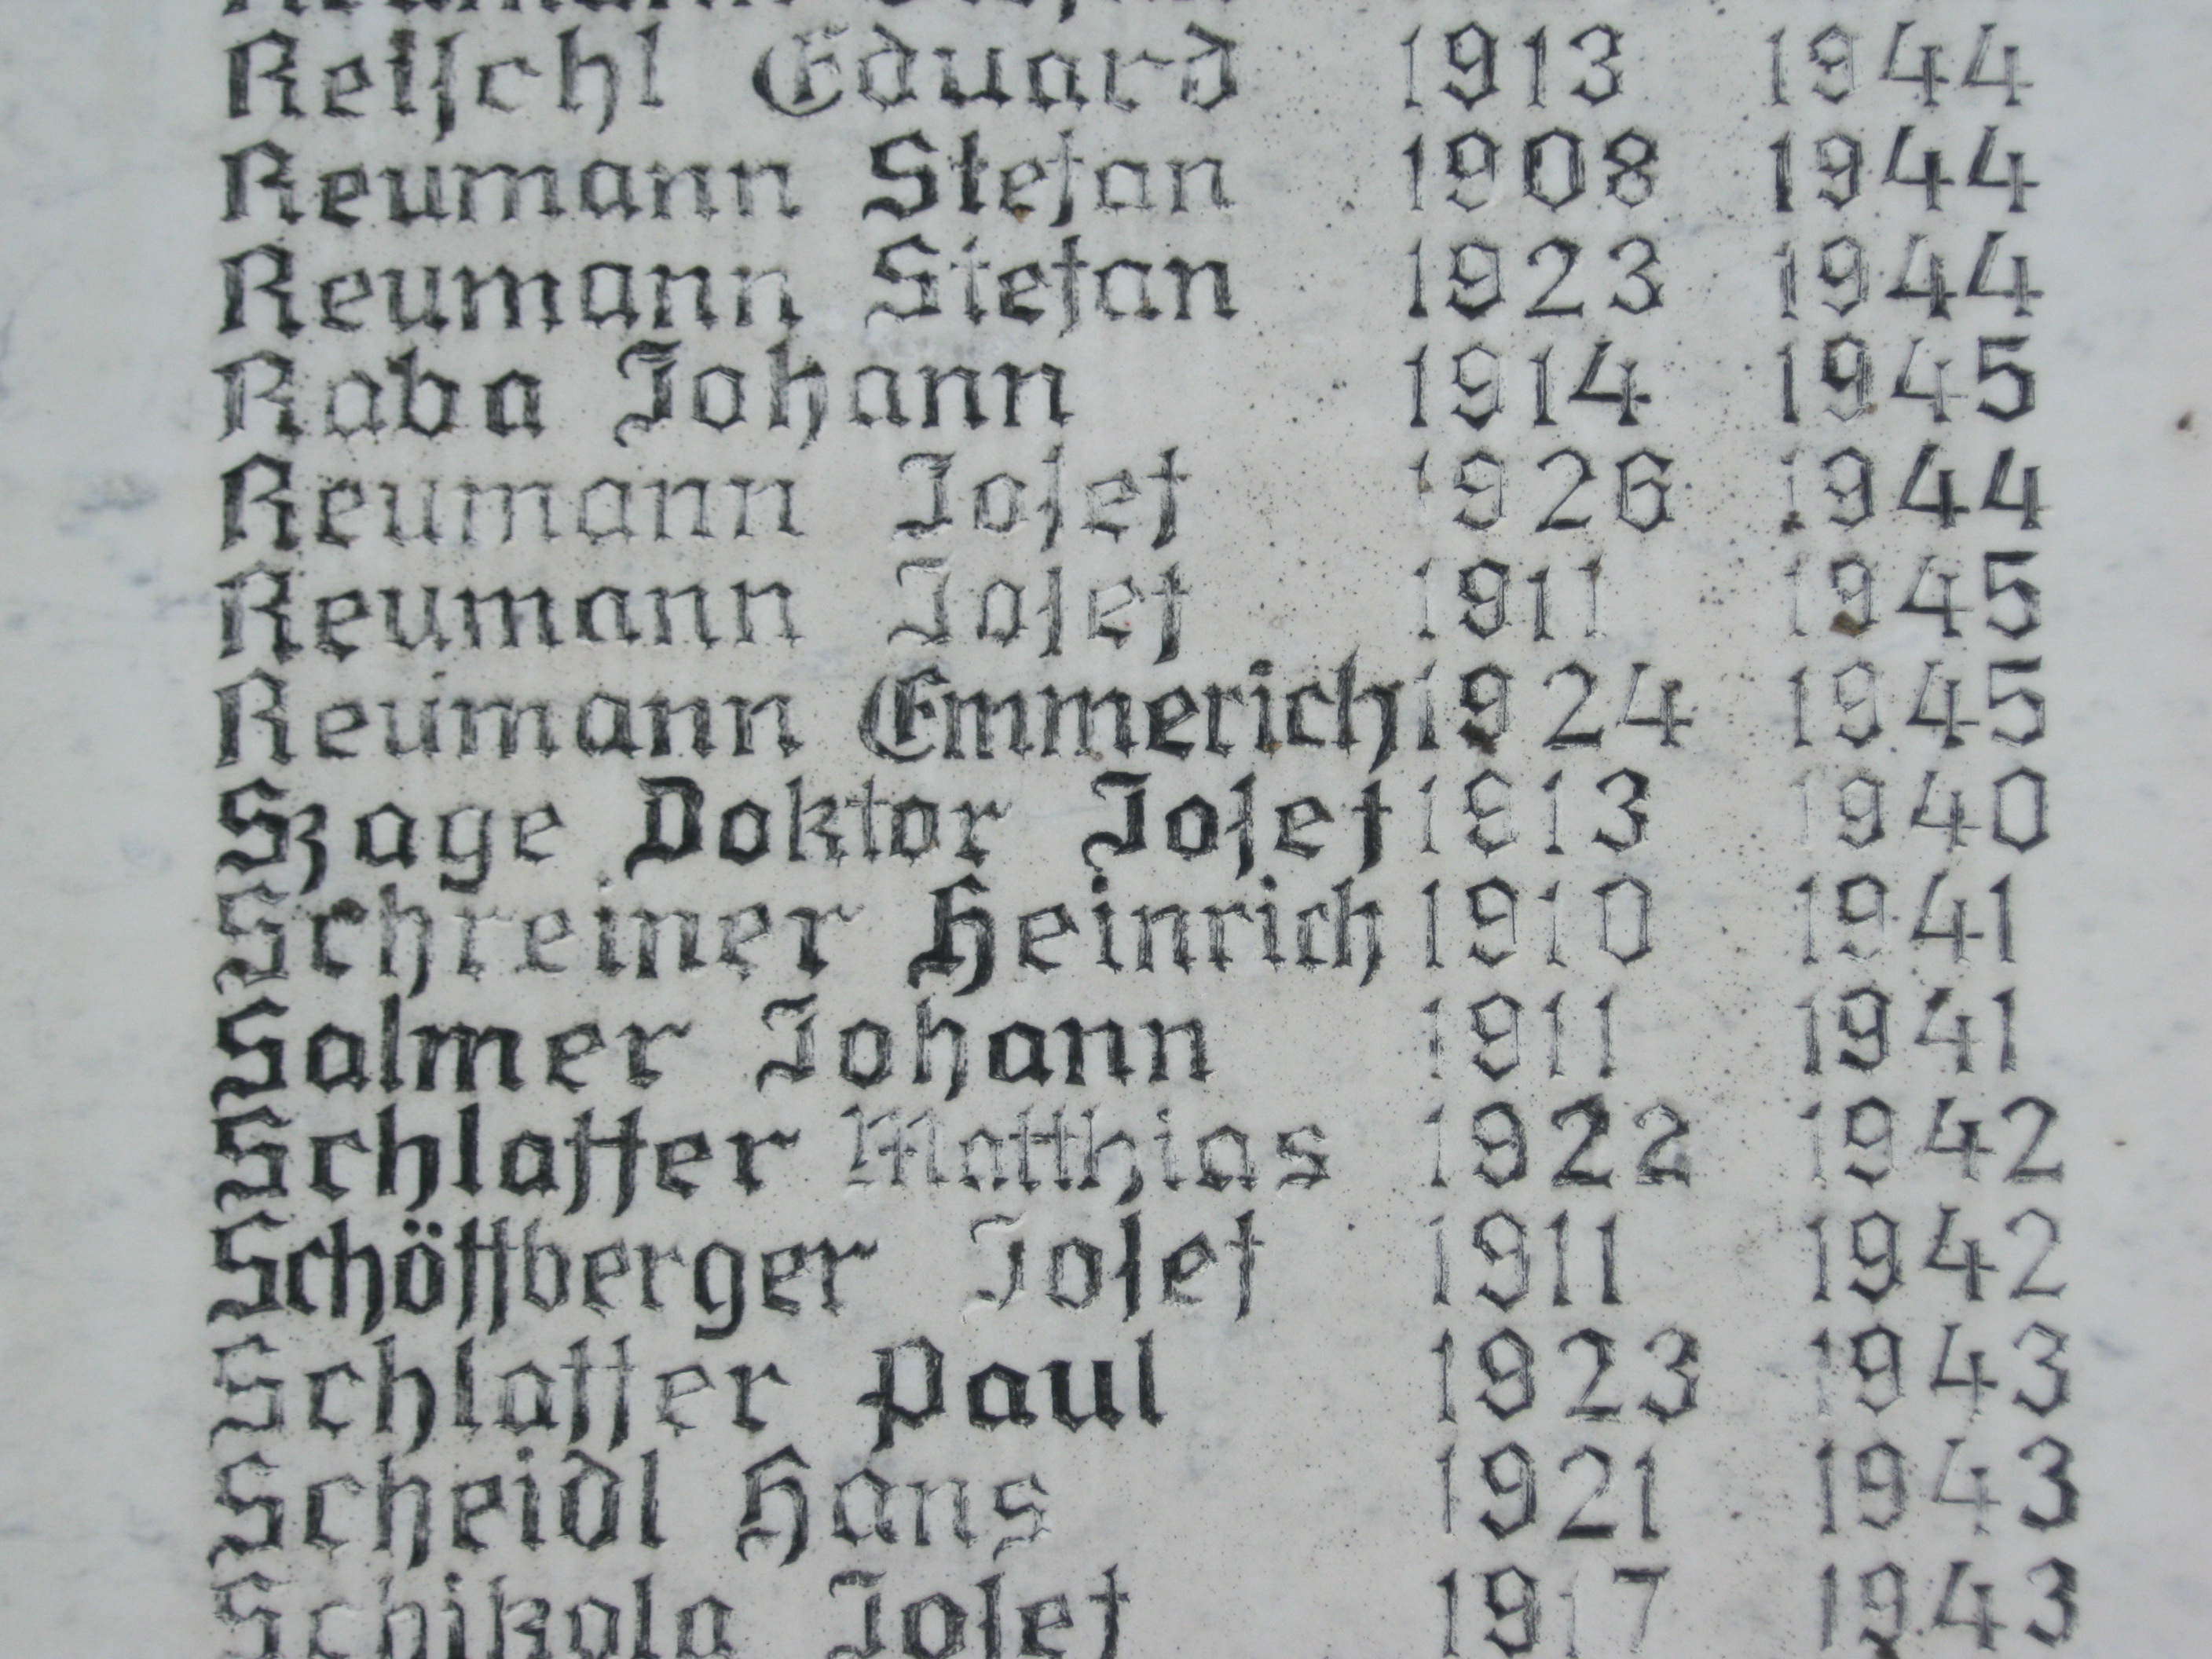 Reumann Stefan
Reischl Eduard 1913 1944
Reumann Stefan 1908 1944
Reumann Stefan 1923 1944
Raba Johann 1914 1945
Reumann Josef 1926 1944
Reumann Josef 1911 1945
Reumann Emmerich 1924 1945
Szage Doktor Josef 1913 1940
Schreiner Heinrich 1910 1941
Salmer Johann 1911 1941
Schlaffer Matthias 1922 1942
Schöffberger Josef 1911 1942
Schlaffer Paul 1923 1943
Scheidl Hans 1921 1943
Schikola Josef 1917 1943